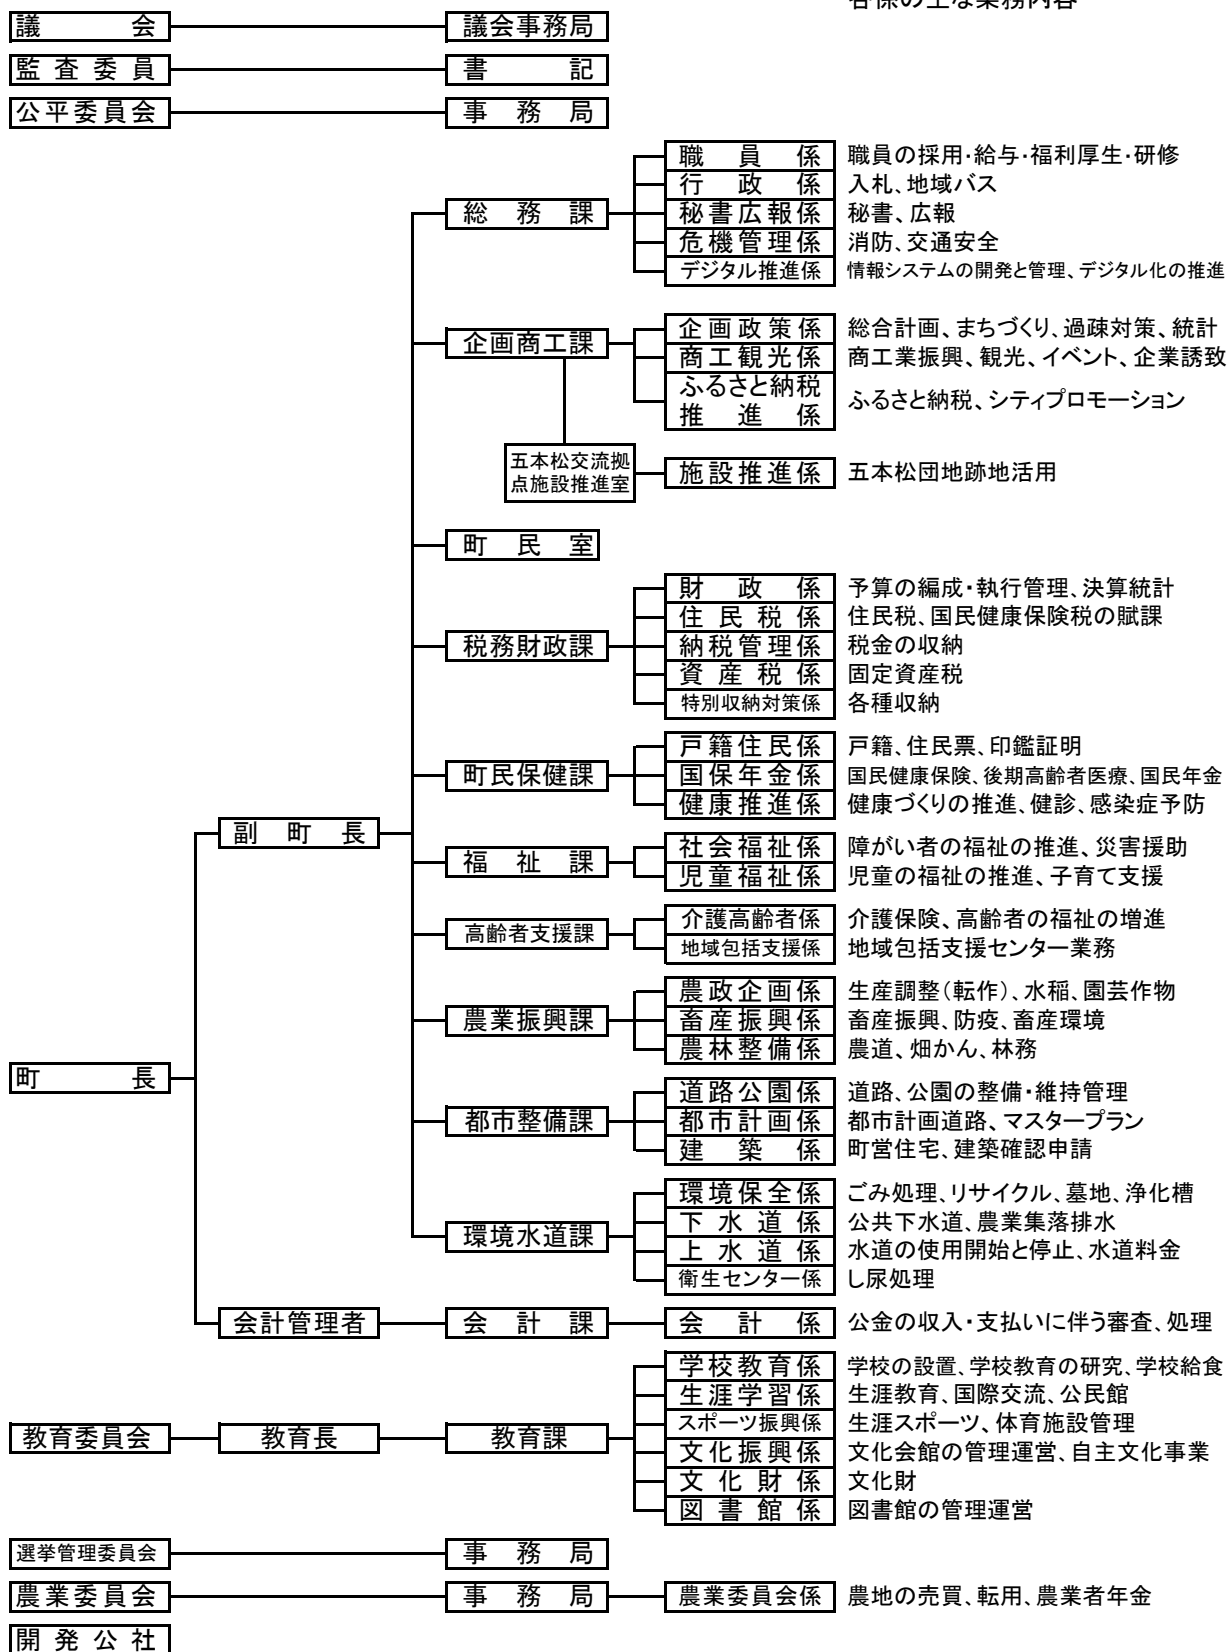 各係の主な業務内容
議会 議会事務局
監査委員 書記
公平委員会 事務局
職員係 職員の採用・給与・福利厚生・研修
行政係 入札、地域バス
総務課 秘書広報係 秘書、広報
危機管理係 消防、交通安全
デジタル推進係 情報システムの開発と管理、デジタル化の推進
企画政策係 総合計画、まちづくり、過疎対策、統計
企画商工課 商工観光係 商工業振興、観光、イベント、企業誘致
ふるさと納税
推進係 ふるさと納税、シティプロモーション
五本松交流拠
点施設推進室 施設推進係 五本松団地跡地活用
町民室
財政係 予算の編成・執行管理、決算統計
住民税係 住民税、国民健康保険税の賦課
税務財政課 納税管理係 税金の収納
資産税係 固定資産税
特別収納対策係 各種収納
戸籍住民係 戸籍、住民票、印鑑証明
町民保健課 国保年金係 国民健康保険、後期高齢者医療、国民年金
健康推進係 健康づくりの推進、健診、感染症予防
副町長
福祉課 社会福祉係 障がい者の福祉の推進、災害援助
児童福祉係 児童の福祉の推進、子育て支援
高齢者支援課 介護高齢者係 介護保険、高齢者の福祉の増進
地域包括支援係 地域包括支援センター業務
農政企画係 生産調整(転作)、水稲、園芸作物
農業振興課 畜産振興係 畜産振興、防疫、畜産環境
農林整備係 農道、畑かん、林務
町長
道路公園係 道路、公園の整備・維持管理
都市整備課 都市計画係 都市計画道路、マスタープラン
建築係 町営住宅、建築確認申請
環境保全係 ごみ処理、リサイクル、墓地、浄化槽
下水道係 公共下水道、農業集落排水
環境水道課 上水道係 水道の使用開始と停止、水道料金
衛生センター係 し尿処理
会計管理者 会計課 会計係 公金の収入・支払いに伴う審査、処理
学校教育係 学校の設置、学校教育の研究、学校給食
生涯学習係 生涯教育、国際交流、公民館
スポーツ振興係 生涯スポーツ、体育施設管理
教育委員会 教育長 教育課 文化振興係 文化会館の管理運営、自主文化事業
文化財係 文化財
図書館係 図書館の管理運営
選挙管理委員会 事務局
農業委員会 事務局 農業委員会係 農地の売買、転用、農業者年金
開発公社